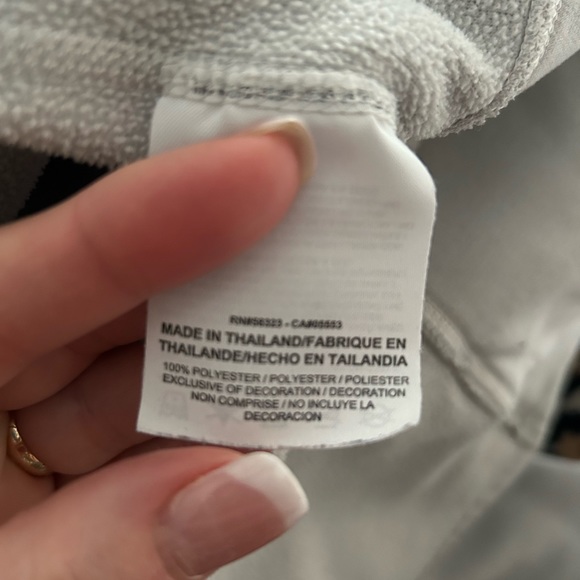 RN#56323 - CA#05553
MADE IN THAILAND/FABRIQUE EN
THAILANDE/HECHO EN TAILANDIA
100% POLYESTER / POLYESTER / POLIESTER
EXCLUSIVE OF DECORATION / DECORATION
NON COMPRISE / NO INCLUYE LA
DECORACION